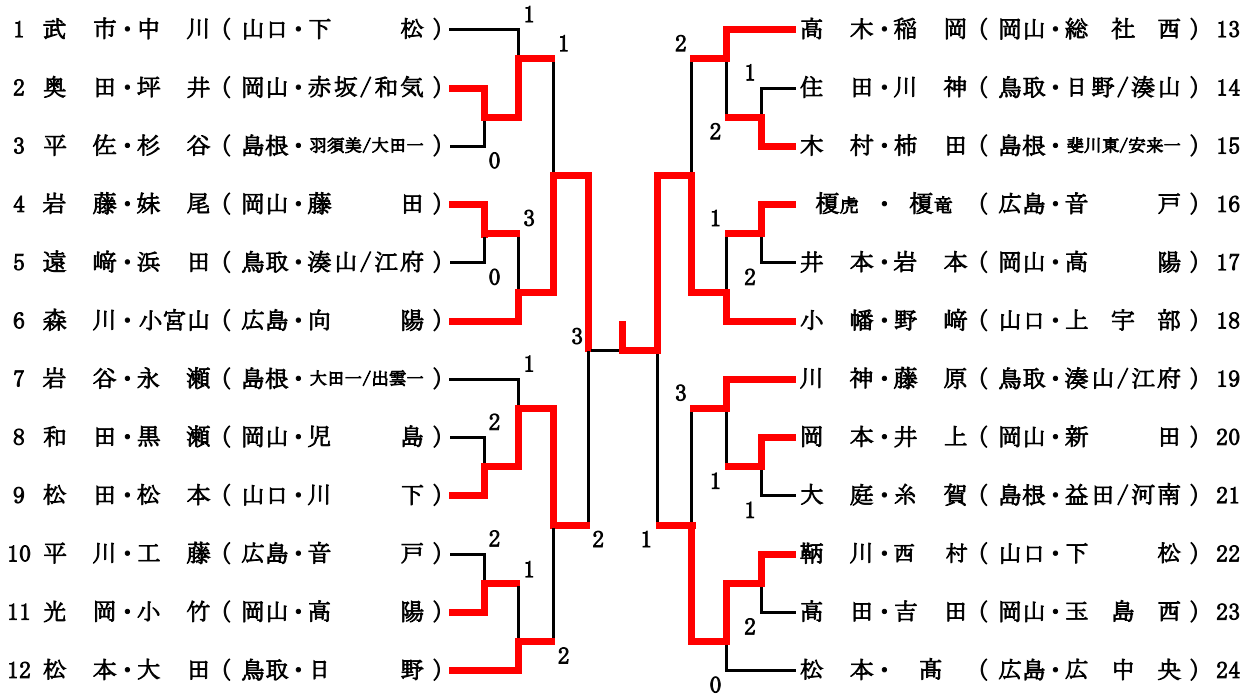 1 武 市・中 川 ( 山口・下 松 )
2 奥 田・坪 井 ( 岡山・赤坂/和気 )
3 平 佐・杉 谷 ( 島根・羽須美/大田一 )
4 岩 藤・妹 尾 ( 岡山・藤 田 )
5 遠 﨑・浜 田 ( 鳥取・湊山/江府 )
6 森 川・小宮山 ( 広島・向 陽 )
7 岩 谷・永 瀬 ( 島根・大田一/出雲一 )
8 和 田・黒 瀬 ( 岡山・児 島 )
9 松 田・松 本 ( 山口・川 下 )
10 平 川・工 藤 ( 広島・音 戸 )
11 光 岡・小 竹 ( 岡山・高 陽 )
12 松 本・大 田 ( 鳥取・日 野 )
1
1
0
3
0
1
2
2
1
2
3
2
2
1
2
1
2
3
1
1
2
0
1
高 木・稲 岡 ( 岡山・総 社 西 ) 13
住 田・川 神 ( 鳥取・日野/湊山 ) 14
木 村・柿 田 ( 島根・斐川東/安来一 ) 15
榎虎 ・ 榎竜 ( 広島・音 戸 ) 16
井 本・岩 本 ( 岡山・高 陽 ) 17
小 幡・野 﨑 ( 山口・上 宇 部 ) 18
川 神・藤 原 ( 鳥取・湊山/江府 ) 19
岡 本・井 上 ( 岡山・新 田 ) 20
大 庭・糸 賀 ( 島根・益田/河南 ) 21
鞆 川・西 村 ( 山口・下 松 ) 22
高 田・吉 田 ( 岡山・玉 島 西 ) 23
松 本・ 髙 ( 広島・広 中 央 ) 24